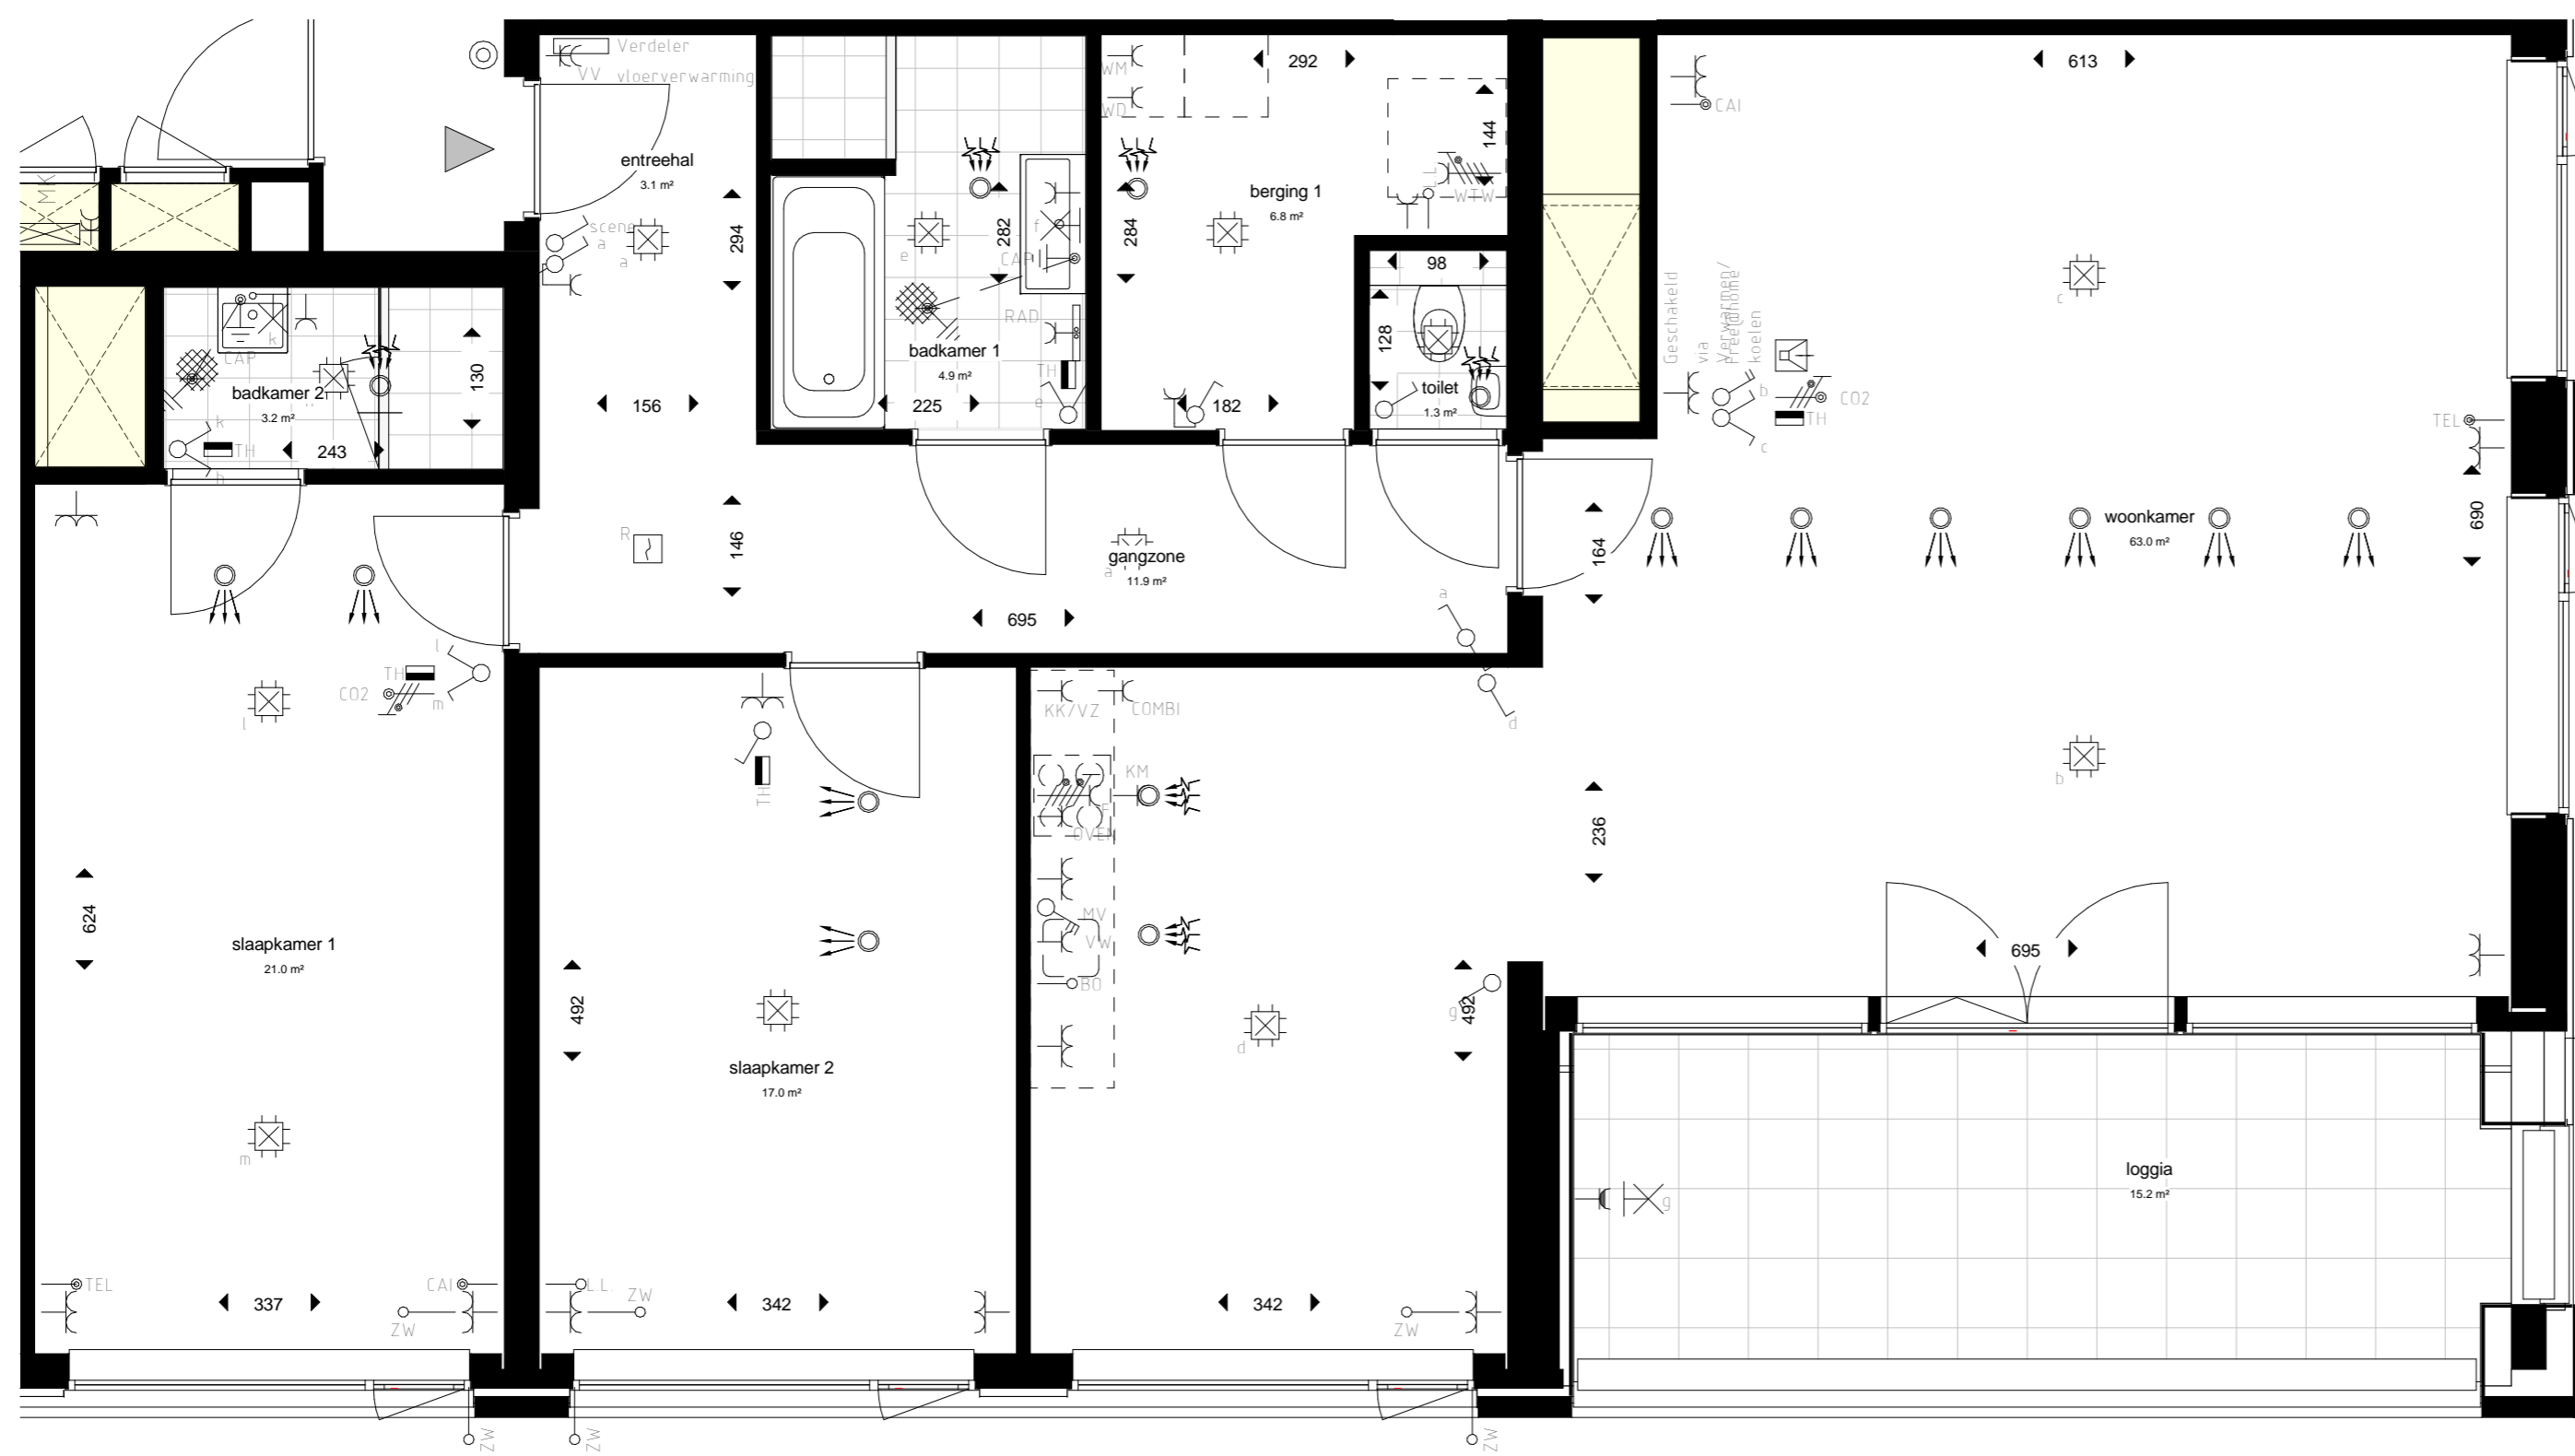 Verdeler
VV vloerverwarming
MK
entreehal
3.1 m²
scene
a
a
294
156
146
R
282
CAP
f
e
RAD
badkamer 1
4.9 m²
TH
e
225
WM
WD
292
144
LL
WTW
berging 1
6.8 m²
284
182
98
128
toilet
1.3 m²
613
CAI
c
Geschakeld
via
Verwarmen/
koelen
b
CO2
TH
c
TEL
690
woonkamer
63.0 m²
164
k
CAP
130
badkamer 2
3.2 m²
k
TH
243
h
gangzone
11.9 m²
a
695
a
d
l
TH
CO2
m
l
624
slaapkamer 1
21.0 m²
m
TEL
CAI
337
ZW
TH
492
slaapkamer 2
17.0 m²
L.L.
ZW
342
KK/VZ
COMBI
KM
OVEN
MV
VW
BO
d
g
492
342
ZW
236
b
695
loggia
15.2 m²
g
ZW
ZW
ZW